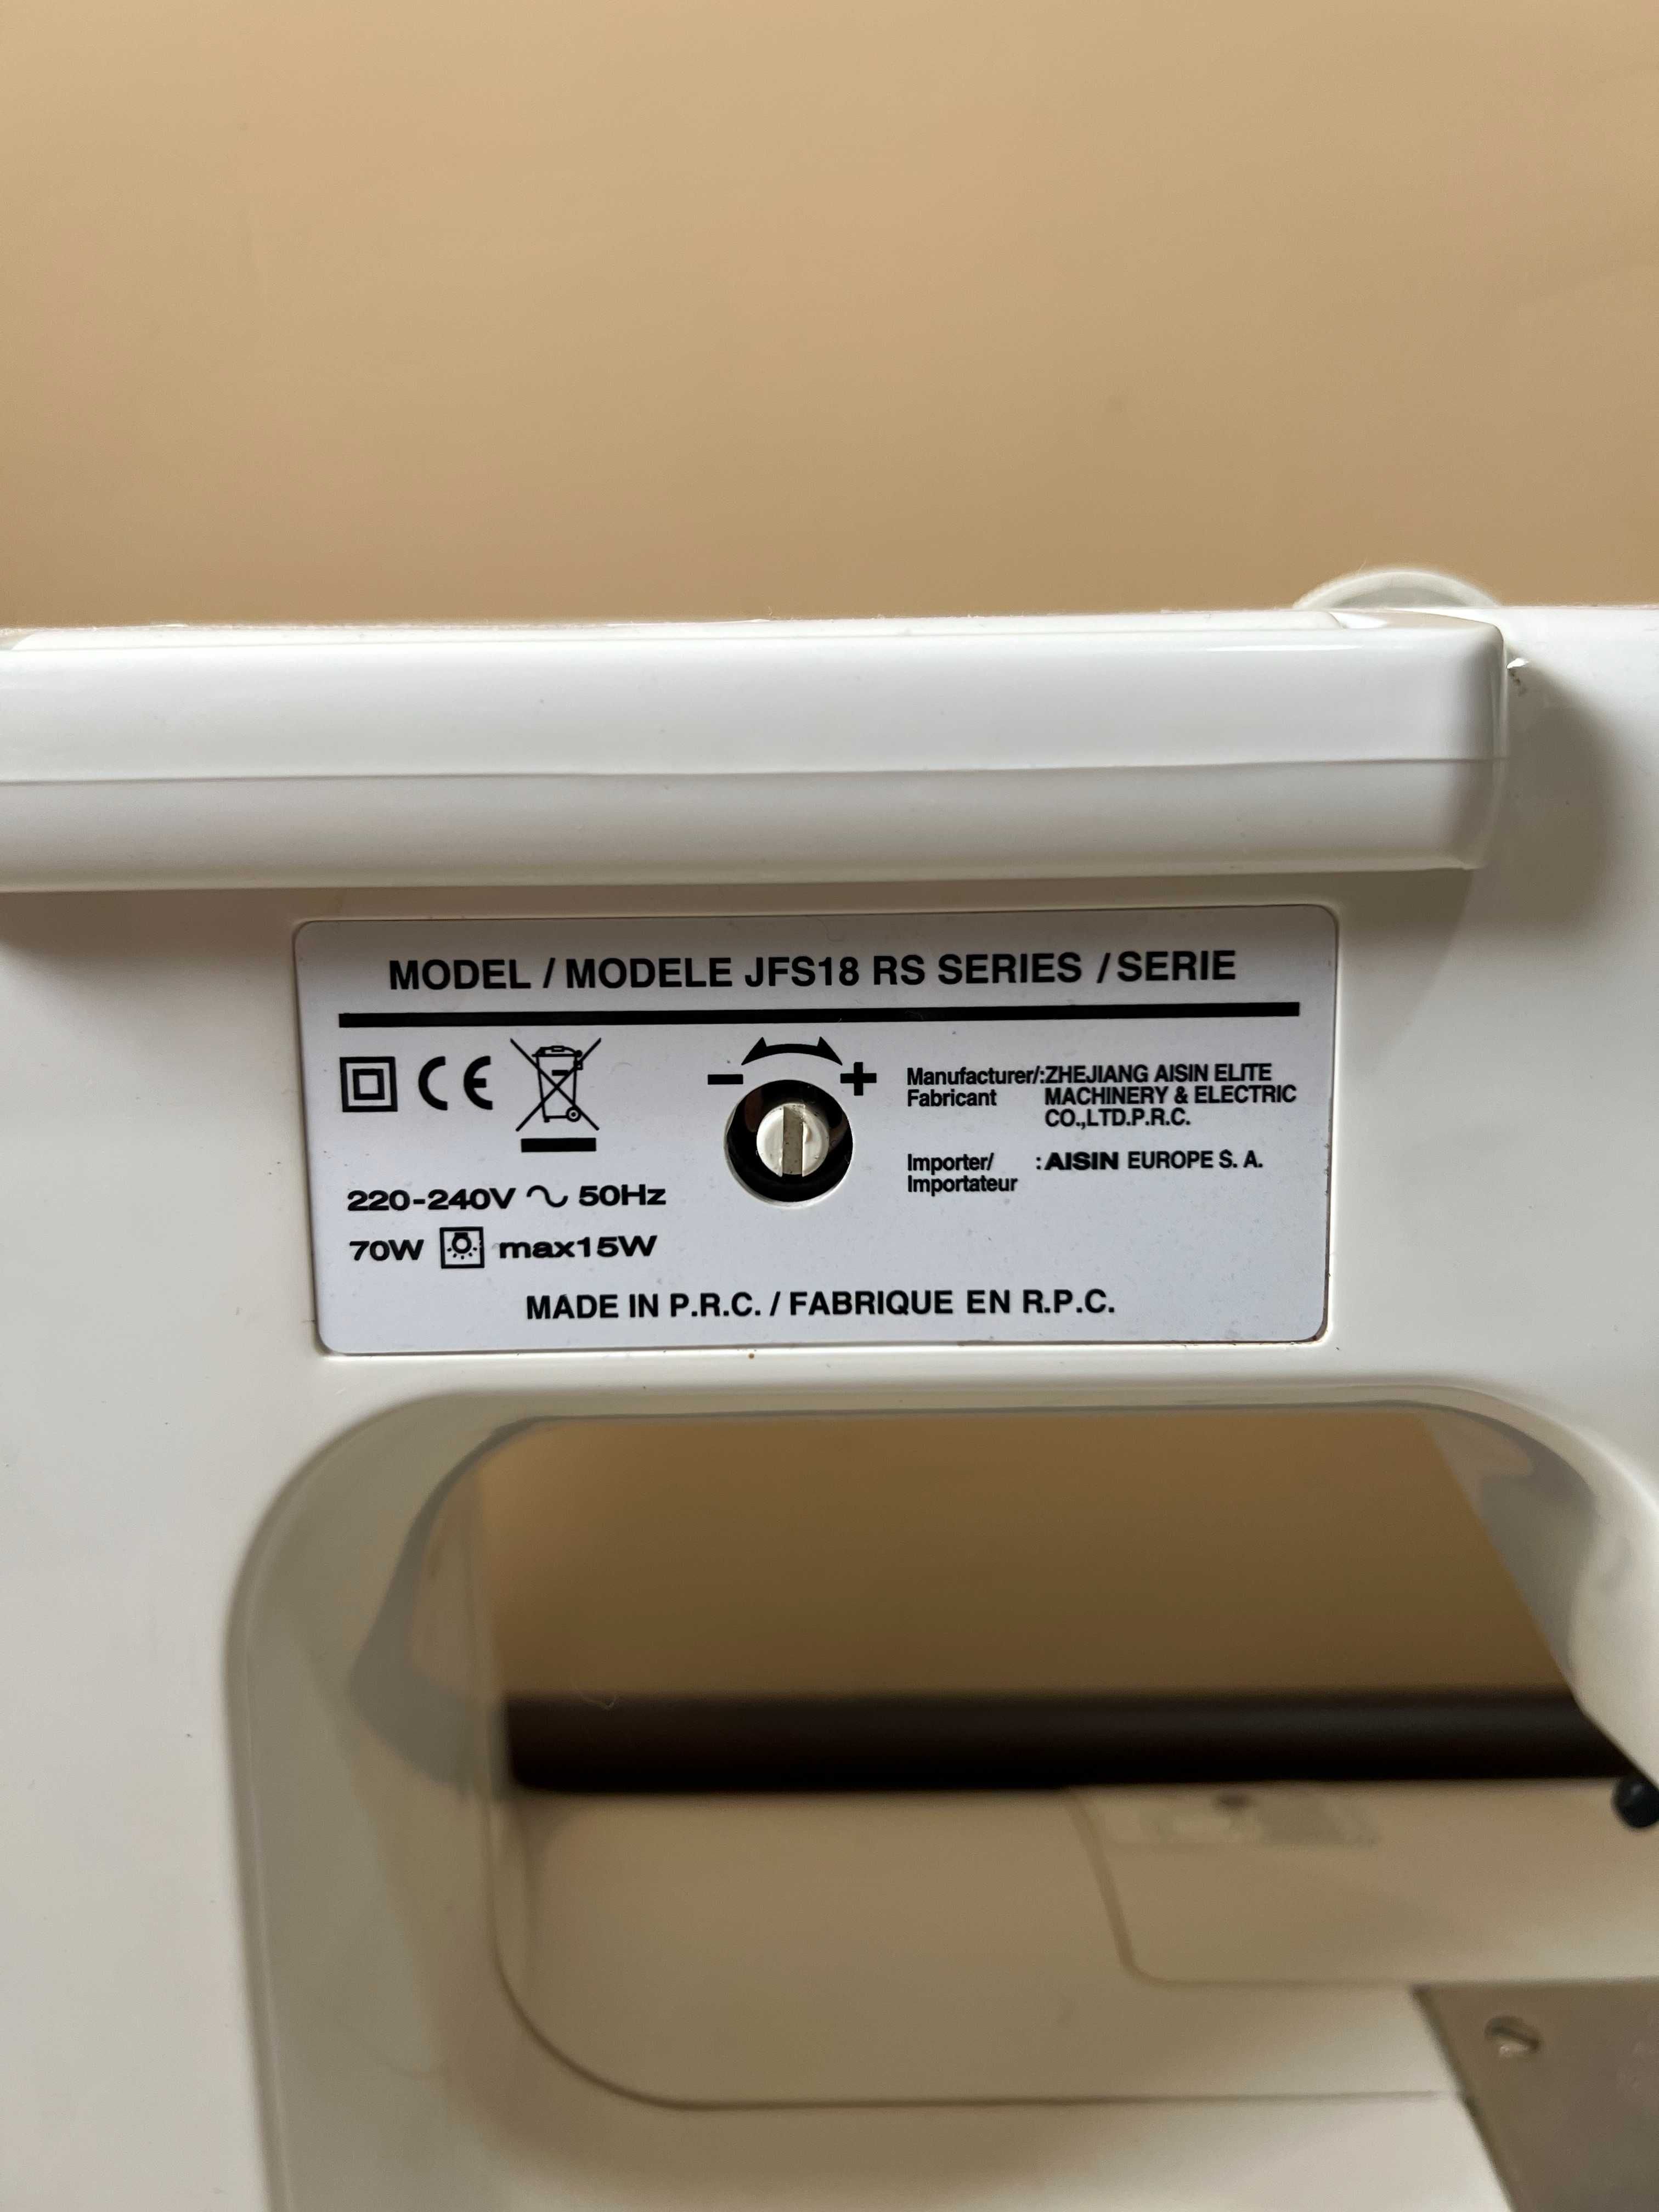 MODEL / MODELE JFS18 RS SERIES / SERIE
CE
- +
Manufacturer/:ZHEJIANG AISIN ELITE
Fabricant MACHINERY & ELECTRIC
CO.,LTD.P.R.C.
Importer/ :AISIN EUROPE S. A.
Importateur
220-240V ∿ 50Hz
70W max15W
MADE IN P.R.C. / FABRIQUE EN R.P.C.